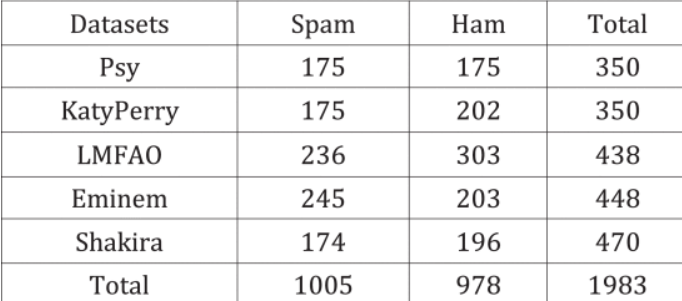 Datasets Spam Ham Total
Psy 175 175 350
KatyPerry 175 202 350
LMFAO 236 303 438
Eminem 245 203 448
Shakira 174 196 470
Total 1005 978 1983